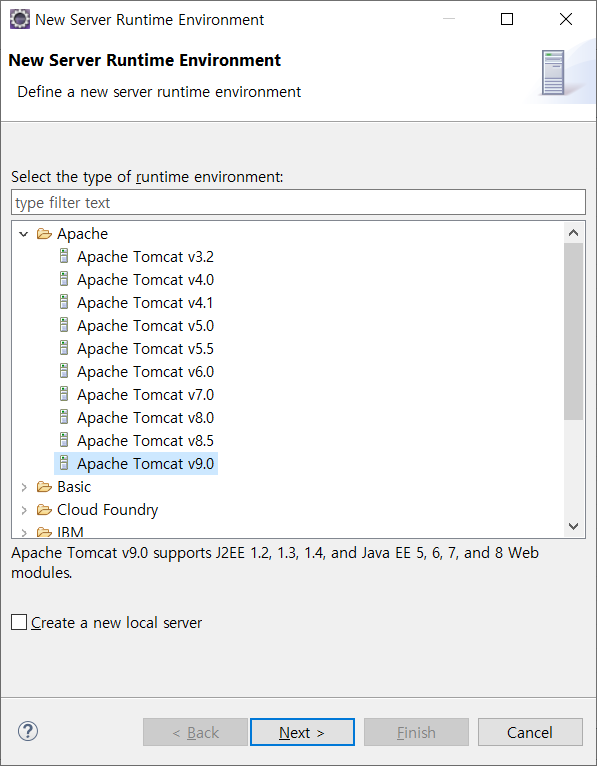 New Server Runtime Environment
New Server Runtime Environment
Define a new server runtime environment
Select the type of runtime environment:
type filter text
Apache
Apache Tomcat v3.2
Apache Tomcat v4.0
Apache Tomcat v4.1
Apache Tomcat v5.0
Apache Tomcat v5.5
Apache Tomcat v6.0
Apache Tomcat v7.0
Apache Tomcat v8.0
Apache Tomcat v8.5
Apache Tomcat v9.0
Basic
Cloud Foundry
IBM
Apache Tomcat v9.0 supports J2EE 1.2, 1.3, 1.4, and Java EE 5, 6, 7, and 8 Web
modules.
Create a new local server
? < Back Next > Finish Cancel